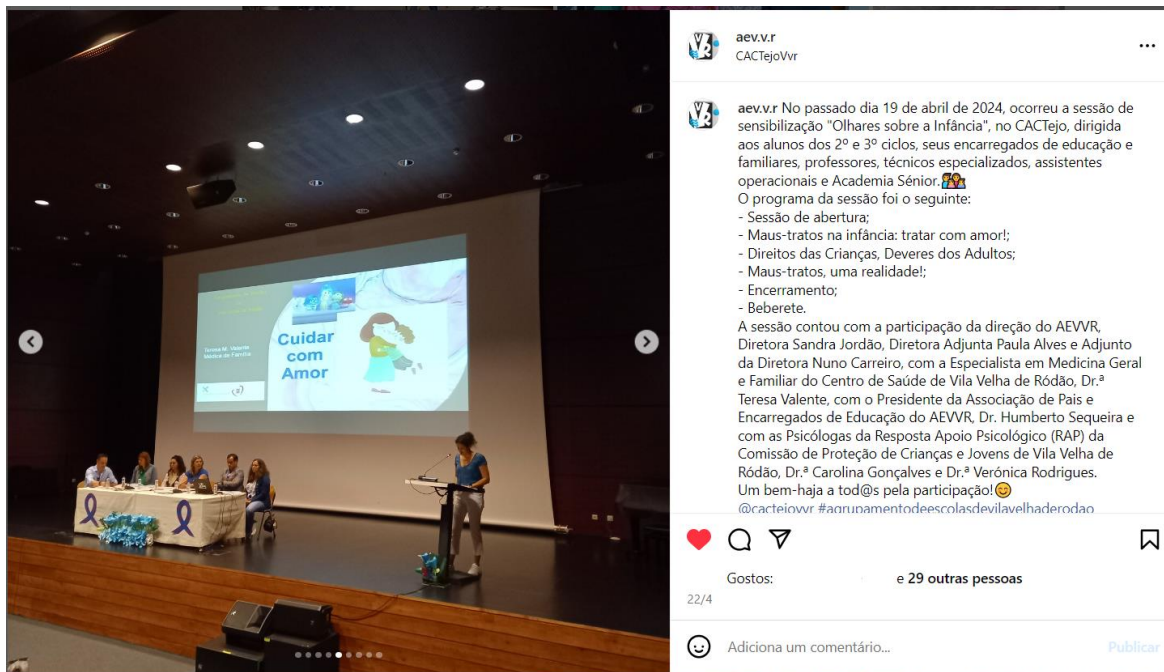 Teresa M. Valente
Médica de Família
Cuidar
com
Amor
aev.v.r
CACTejoVvr
aev.v.r No passado dia 19 de abril de 2024, ocorreu a sessão de
sensibilização "Olhares sobre a Infância", no CACTejo, dirigida
aos alunos dos 2º e 3º ciclos, seus encarregados de educação e
familiares, professores, técnicos especializados, assistentes
operacionais e Academia Sénior.👨‍👩‍👧
O programa da sessão foi o seguinte:
- Sessão de abertura;
- Maus-tratos na infância: tratar com amor!;
- Direitos das Crianças, Deveres dos Adultos;
- Maus-tratos, uma realidade!;
- Encerramento;
- Beberete.
A sessão contou com a participação da direção do AEVVR,
Diretora Sandra Jordão, Diretora Adjunta Paula Alves e Adjunto
da Diretora Nuno Carreiro, com a Especialista em Medicina Geral
e Familiar do Centro de Saúde de Vila Velha de Ródão, Dr.ª
Teresa Valente, com o Presidente da Associação de Pais e
Encarregados de Educação do AEVVR, Dr. Humberto Sequeira e
com as Psicólogas da Resposta Apoio Psicológico (RAP) da
Comissão de Proteção de Crianças e Jovens de Vila Velha de
Ródão, Dr.ª Carolina Gonçalves e Dr.ª Verónica Rodrigues.
Um bem-haja a tod@s pela participação!😊
@cactejovvr #agrupamentodeescolasdevilavelhaderodao
Gostos: e 29 outras pessoas
22/4
Adiciona um comentário...
Publicar